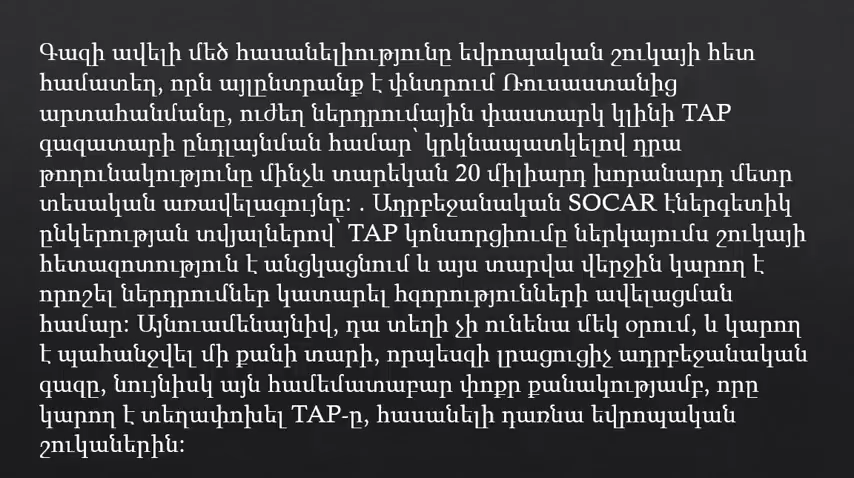 Գազի ավելի մեծ հասանելիությունը եվրոպական շուկայի հետ
համատեղ, որն այլընտրանք է փնտրում Ռուսաստանից
արտահանմանը, ուժեղ ներդրումային փաստարկ կլինի TAP
գազատարի ընդլայնման համար՝ կրկնապատկելով դրա
թողունակությունը մինչև տարեկան 20 միլիարդ խորանարդ մետր
տեսական առավելագույնը: . Ադրբեջանական SOCAR էներգետիկ
ընկերության տվյալներով՝ TAP կոնսորցիումը ներկայումս շուկայի
հետազոտություն է անցկացնում և այս տարվա վերջին կարող է
որոշել ներդրումներ կատարել հզորությունների ավելացման
համար: Այնուամենայնիվ, դա տեղի չի ունենա մեկ օրում, և կարող
է պահանջվել մի քանի տարի, որպեսզի լրացուցիչ ադրբեջանական
գազը, նույնիսկ այն համեմատաբար փոքր քանակությամբ, որը
կարող է տեղափոխել TAP-ը, հասանելի դառնա եվրոպական
շուկաներին: